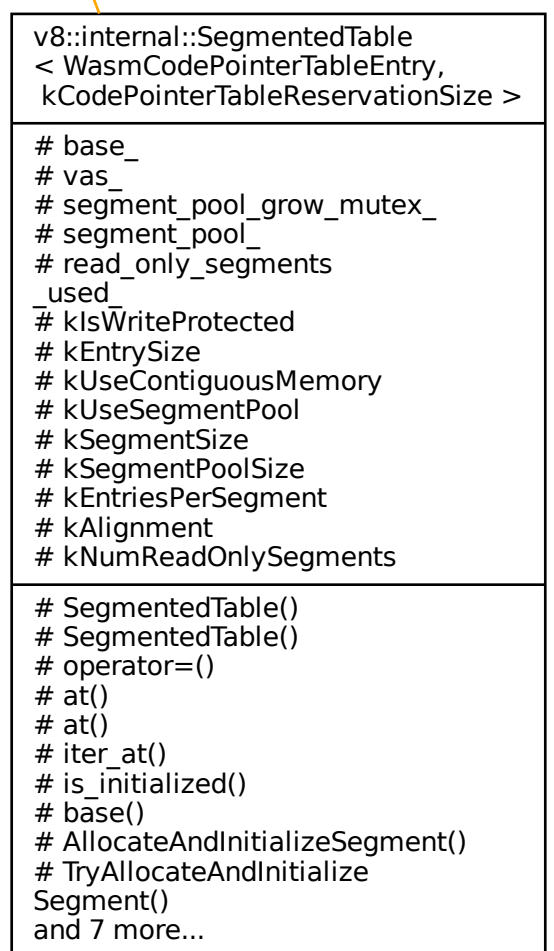 v8::internal::SegmentedTable
< WasmCodePointerTableEntry,
kCodePointerTableReservationSize >
# base_
# vas_
# segment_pool_grow_mutex_
# segment_pool_
# read_only_segments
_used_
# kIsWriteProtected
# kEntrySize
# kUseContiguousMemory
# kUseSegmentPool
# kSegmentSize
# kSegmentPoolSize
# kEntriesPerSegment
# kAlignment
# kNumReadOnlySegments
# SegmentedTable()
# SegmentedTable()
# operator=()
# at()
# at()
# iter_at()
# is_initialized()
# base()
# AllocateAndInitializeSegment()
# TryAllocateAndInitialize
Segment()
and 7 more...